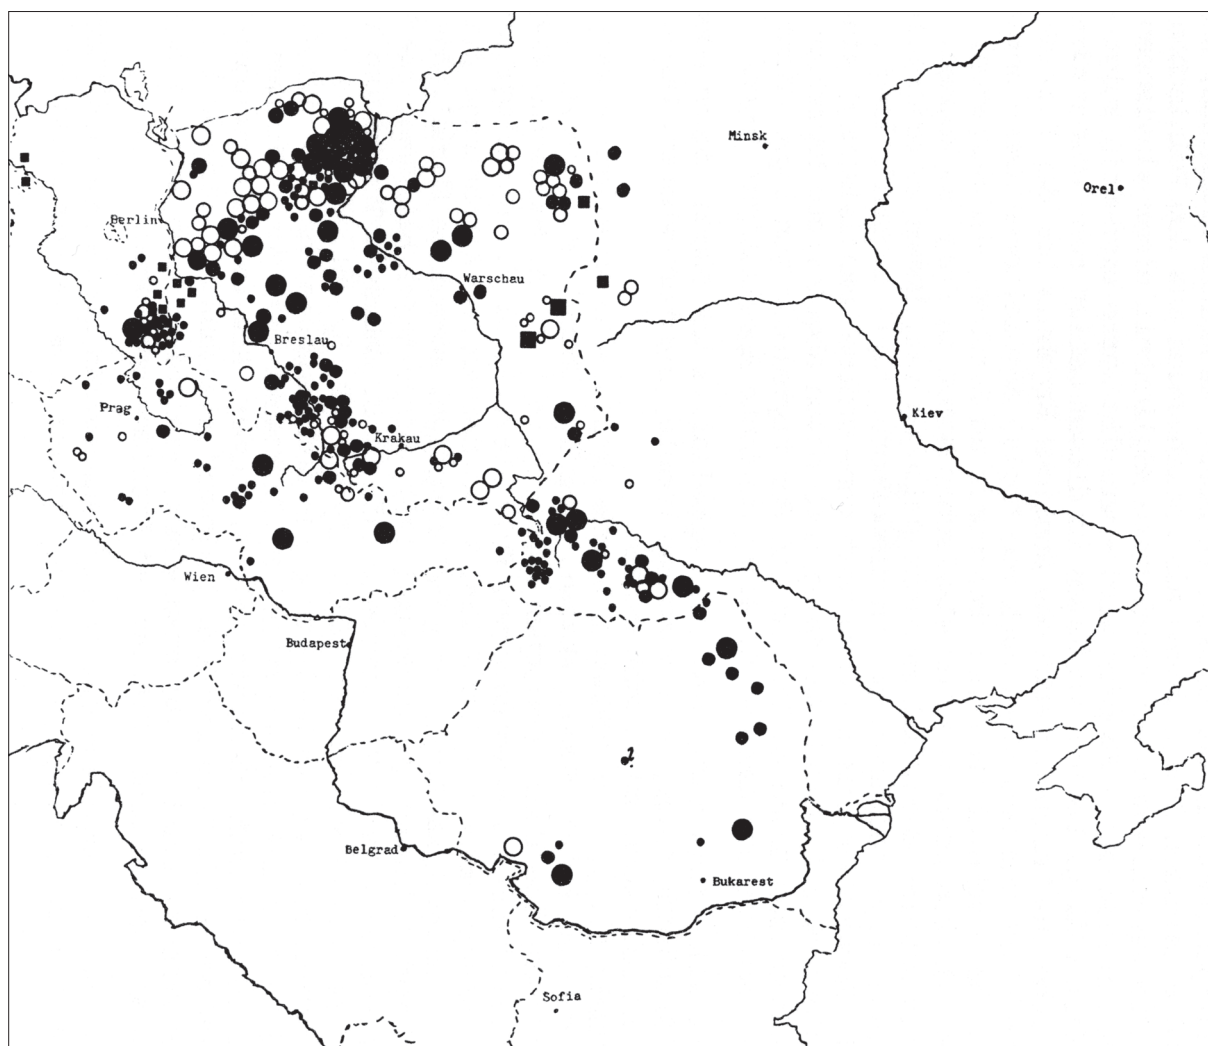 Minsk
Orel
Berlin
Warschau
Breslau
Prag
Kiev
Krakau
Wien
Budapest
Belgrad
Bukarest
Sofia